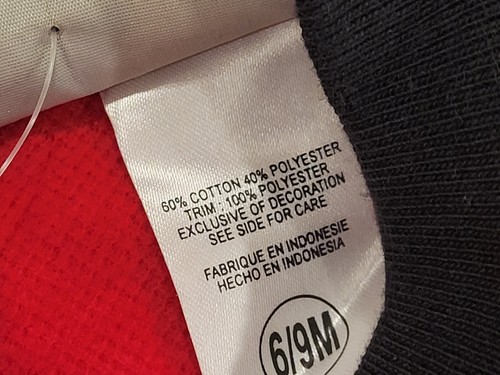 60% COTTON 40% POLYESTER
TRIM : 100% POLYESTER
EXCLUSIVE OF DECORATION
SEE SIDE FOR CARE
FABRIQUE EN INDONESIE
HECHO EN INDONESIA
6/9M